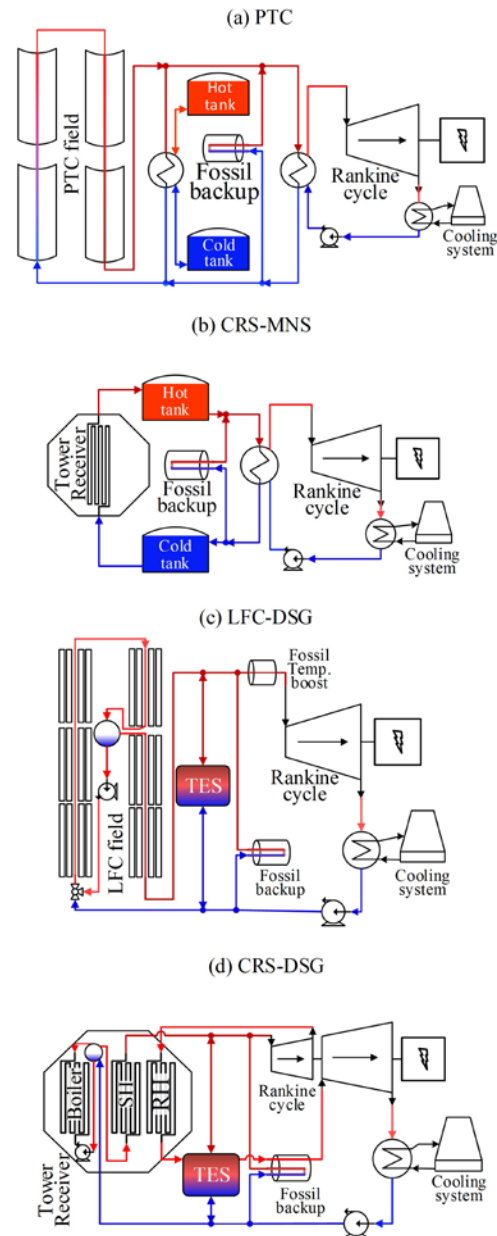 (a) PTC
PTC field
Hot
tank
Fossil
backup
Cold
tank
Rankine
cycle
Cooling
system
(b) CRS-MNS
Tower
Receiver
Hot
tank
Fossil
backup
Cold
tank
Rankine
cycle
Cooling
system
(c) LFC-DSG
LFC field
TES
Fossil
Temp.
boost
Rankine
cycle
Fossil
backup
Cooling
system
(d) CRS-DSG
Tower
Receiver
Boiler
SH
RH
TES
Rankine
cycle
Fossil
backup
Cooling
system